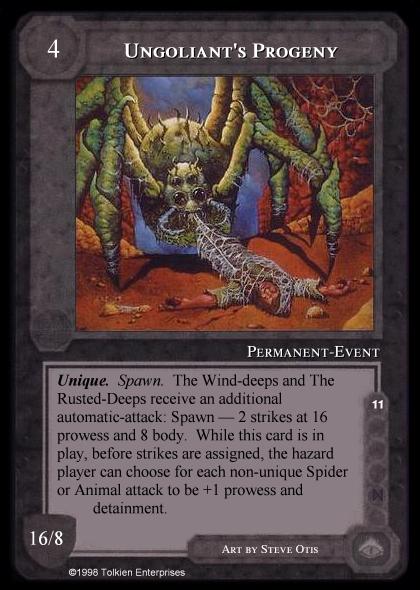 4
Ungoliant's Progeny
Permanent-Event
Unique. Spawn. The Wind-deeps and The
Rusted-Deeps receive an additional
automatic-attack: Spawn — 2 strikes at 16
prowess and 8 body. While this card is in
play, before strikes are assigned, the hazard
player can choose for each non-unique Spider
or Animal attack to be +1 prowess and
detainment.
11
N
16/8
Art by Steve Otis
©1998 Tolkien Enterprises